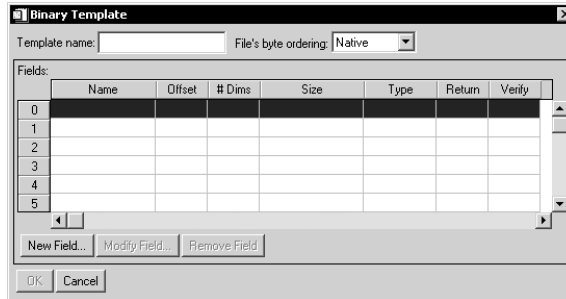 Binary Template
Template name: File's byte ordering: Native
Fields:
Name Offset # Dims Size Type Return Verify
0
1
2
3
4
5
New Field... Modify Field... Remove Field
OK Cancel